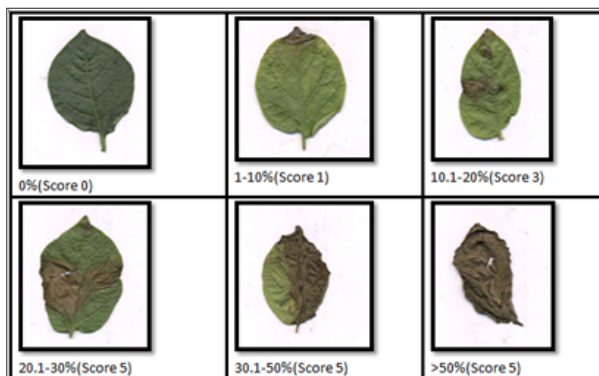 0%(Score 0)
1-10%(Score 1)
10.1-20%(Score 3)
20.1-30%(Score 5)
30.1-50%(Score 5)
>50%(Score 5)